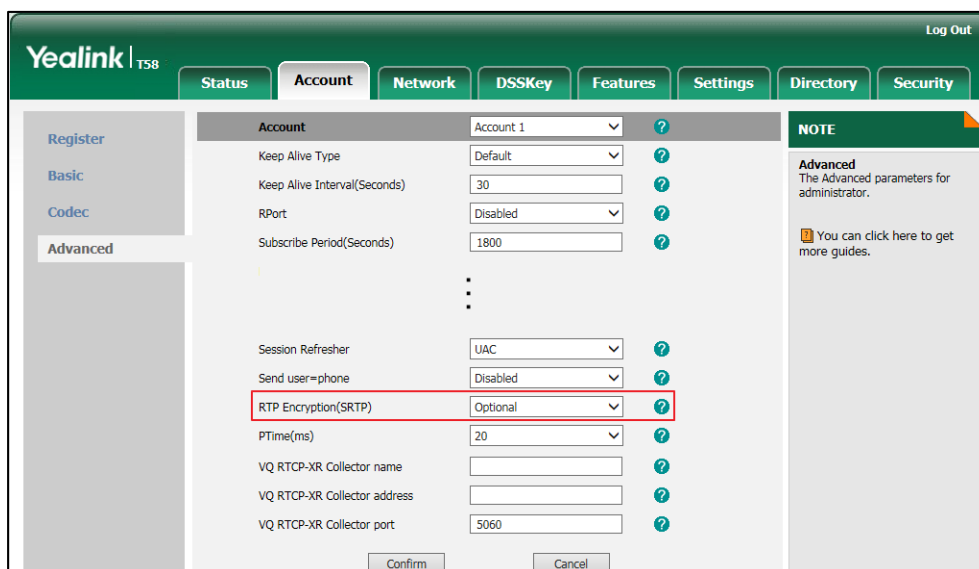 Log Out
Yealink | T58
Status Account Network DSSKey Features Settings Directory Security
Register
Basic
Codec
Advanced
Account Account 1
Keep Alive Type Default
Keep Alive Interval(Seconds) 30
RPort Disabled
Subscribe Period(Seconds) 1800
Session Refresher UAC
Send user=phone Disabled
RTP Encryption(SRTP) Optional
PTime(ms) 20
VQ RTCP-XR Collector name
VQ RTCP-XR Collector address
VQ RTCP-XR Collector port 5060
Confirm Cancel
NOTE
Advanced
The Advanced parameters for
administrator.
You can click here to get
more guides.